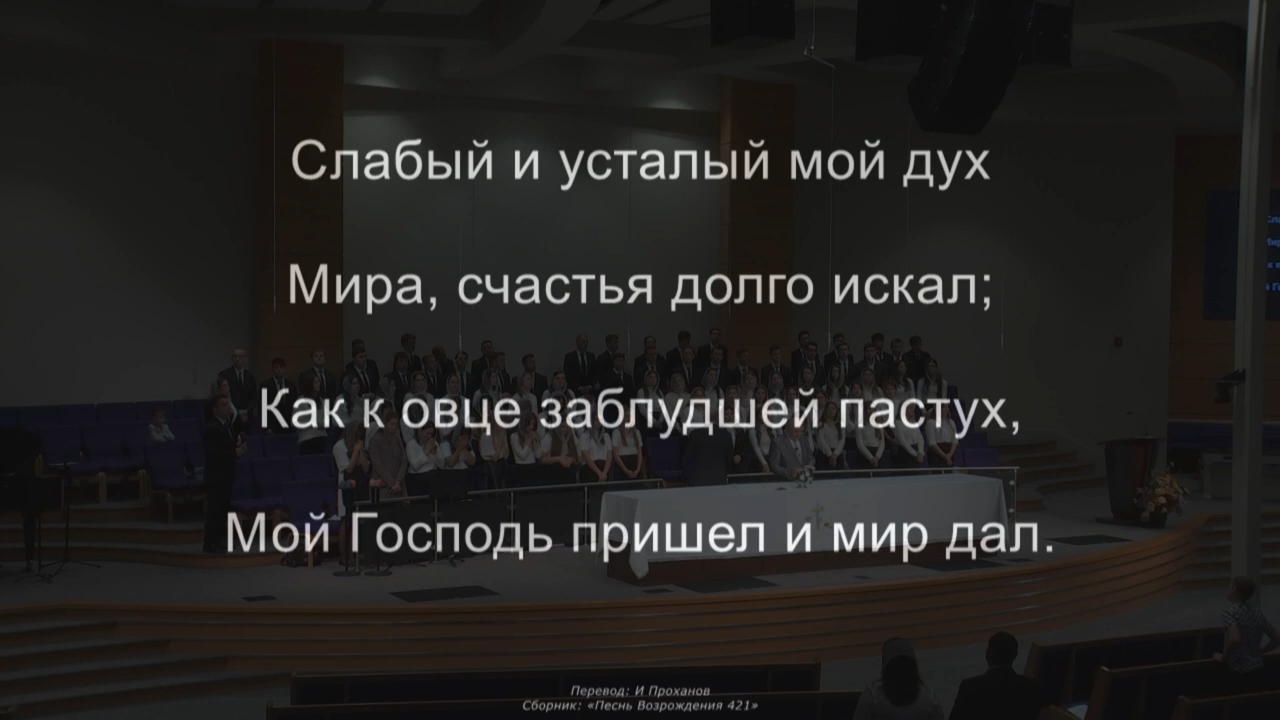 Слабый и усталый мой дух
Мира, счастья долго искал;
Как к овце заблудшей пастух,
Мой Господь пришел и мир дал.
Перевод: И Проханов
Сборник: «Песнь Возрождения 421»